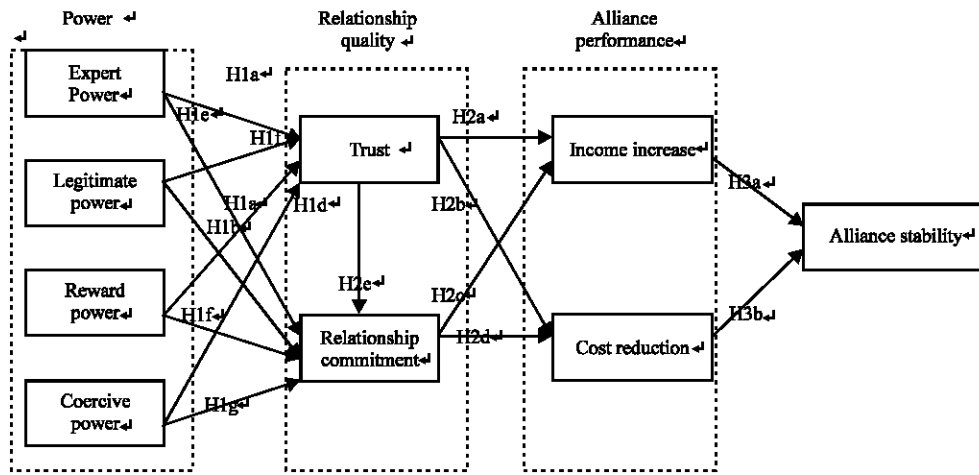 Power
Relationship
quality
Alliance
performance
Expert
Power
H1a
H1e
H1f
Legitimate
power
H1a
H1b
H1d
Reward
power
H1f
Coercive
power
H1g
Trust
H2e
Relationship
commitment
H2a
H2b
H2c
H2d
Income increase
Cost reduction
H3a
H3b
Alliance stability